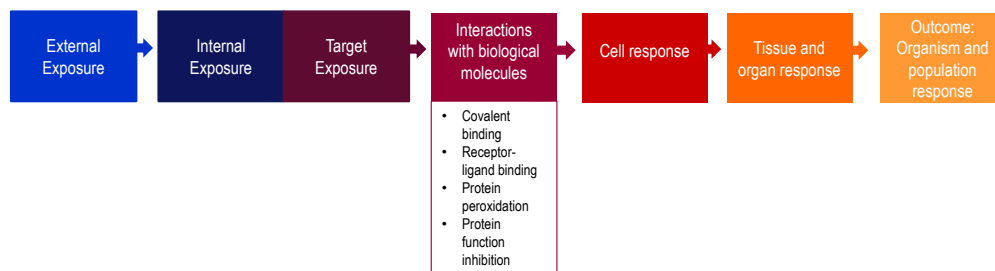 External
Exposure
Internal
Exposure
Target
Exposure
Interactions
with biological
molecules
• Covalent
binding
• Receptor-
ligand binding
• Protein
peroxidation
• Protein
function
inhibition
Cell response
Tissue and
organ response
Outcome:
Organism and
population
response